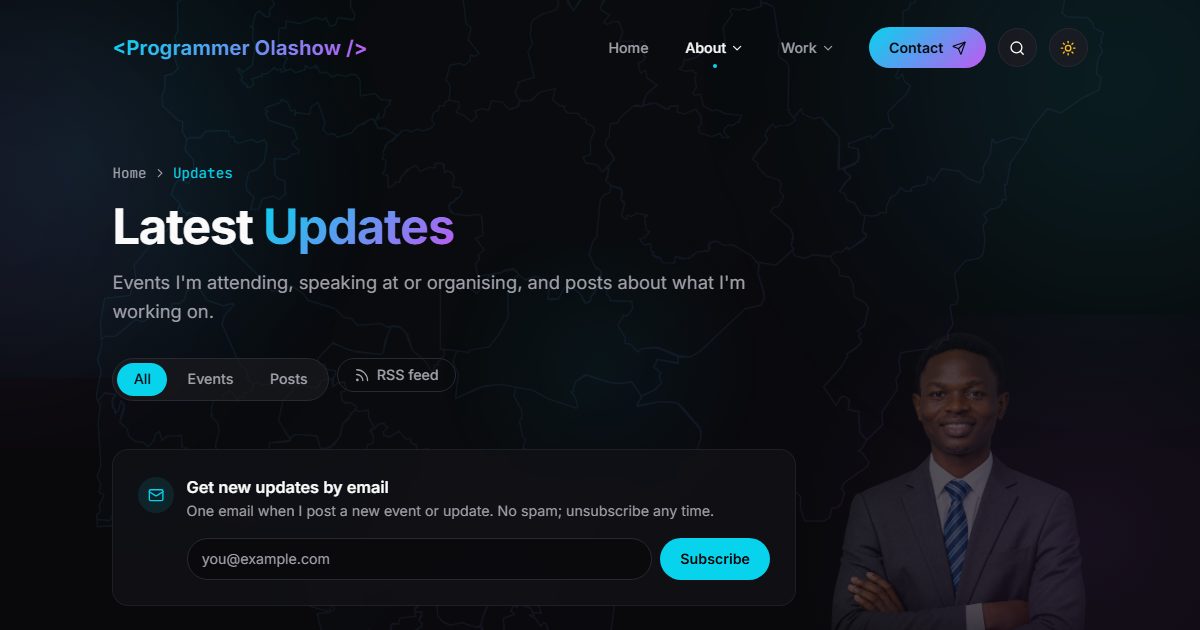 <Programmer Olashow />
Home
About
Work
Contact
Home > Updates
Latest Updates
Events I'm attending, speaking at or organising, and posts about what I'm
working on.
All
Events
Posts
RSS feed
Get new updates by email
One email when I post a new event or update. No spam; unsubscribe any time.
you@example.com
Subscribe